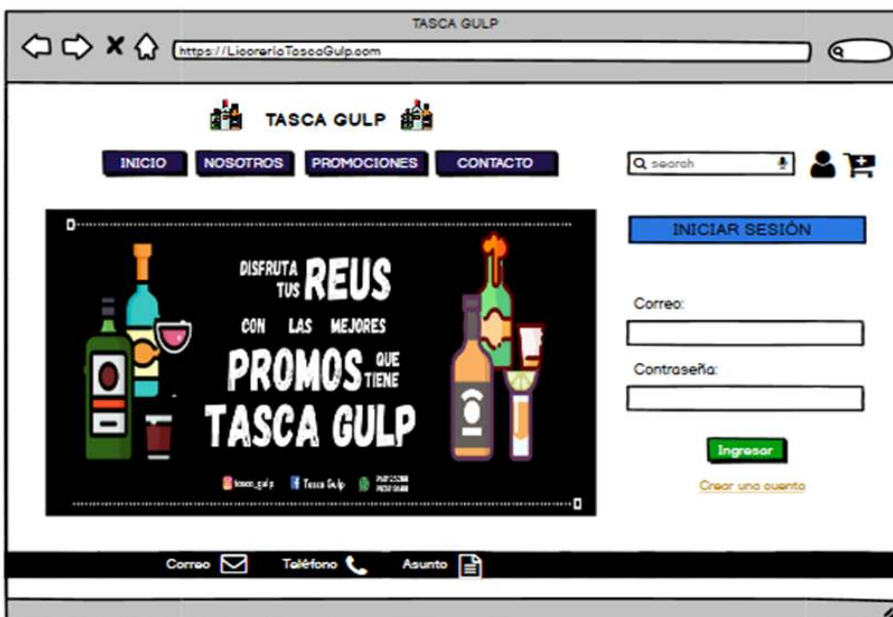 TASCA GULP
https://LicoreriaTascaGulp.com
TASCA GULP
INICIO NOSOTROS PROMOCIONES CONTACTO
search
INICIAR SESIÓN
DISFRUTA
TUS REUS
CON LAS MEJORES
PROMOS QUE
TIENE
TASCA GULP
tasca_gulp Tasca Gulp
Correo:
Contraseña:
Ingresar
Crear una cuenta
Correo Teléfono Asunto